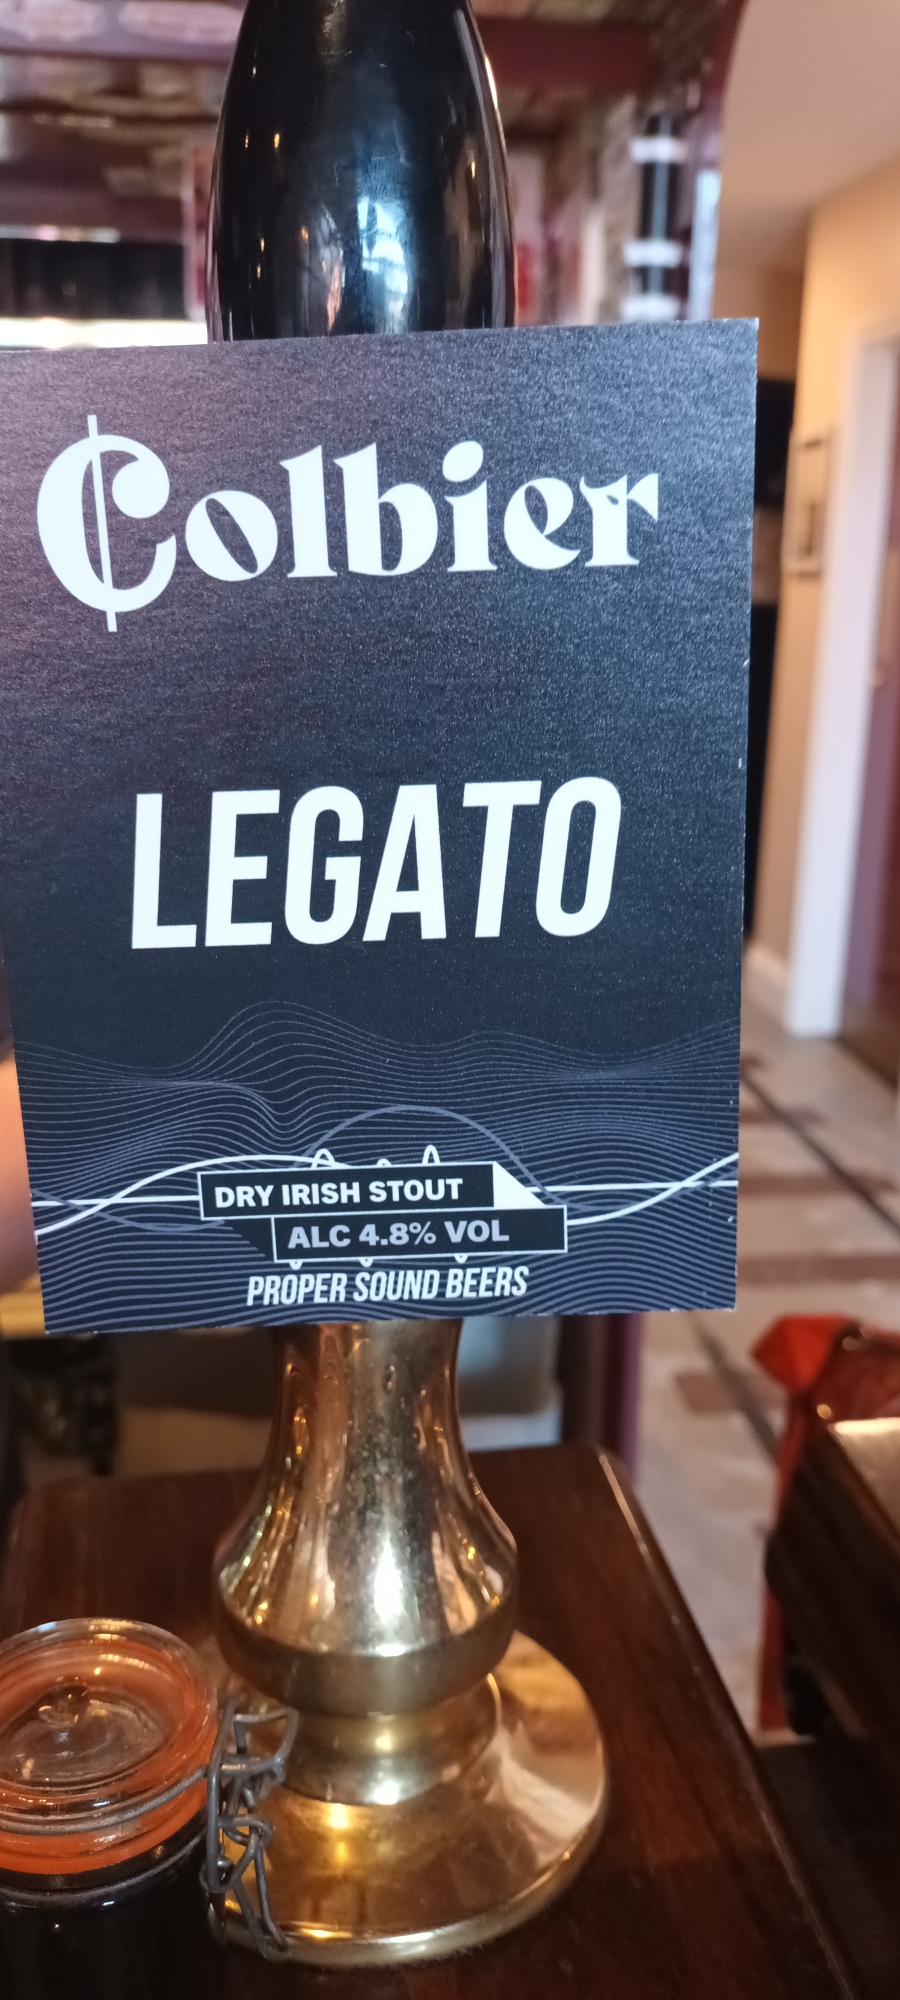 Colbier
LEGATO
DRY IRISH STOUT
ALC 4.8% VOL
PROPER SOUND BEERS